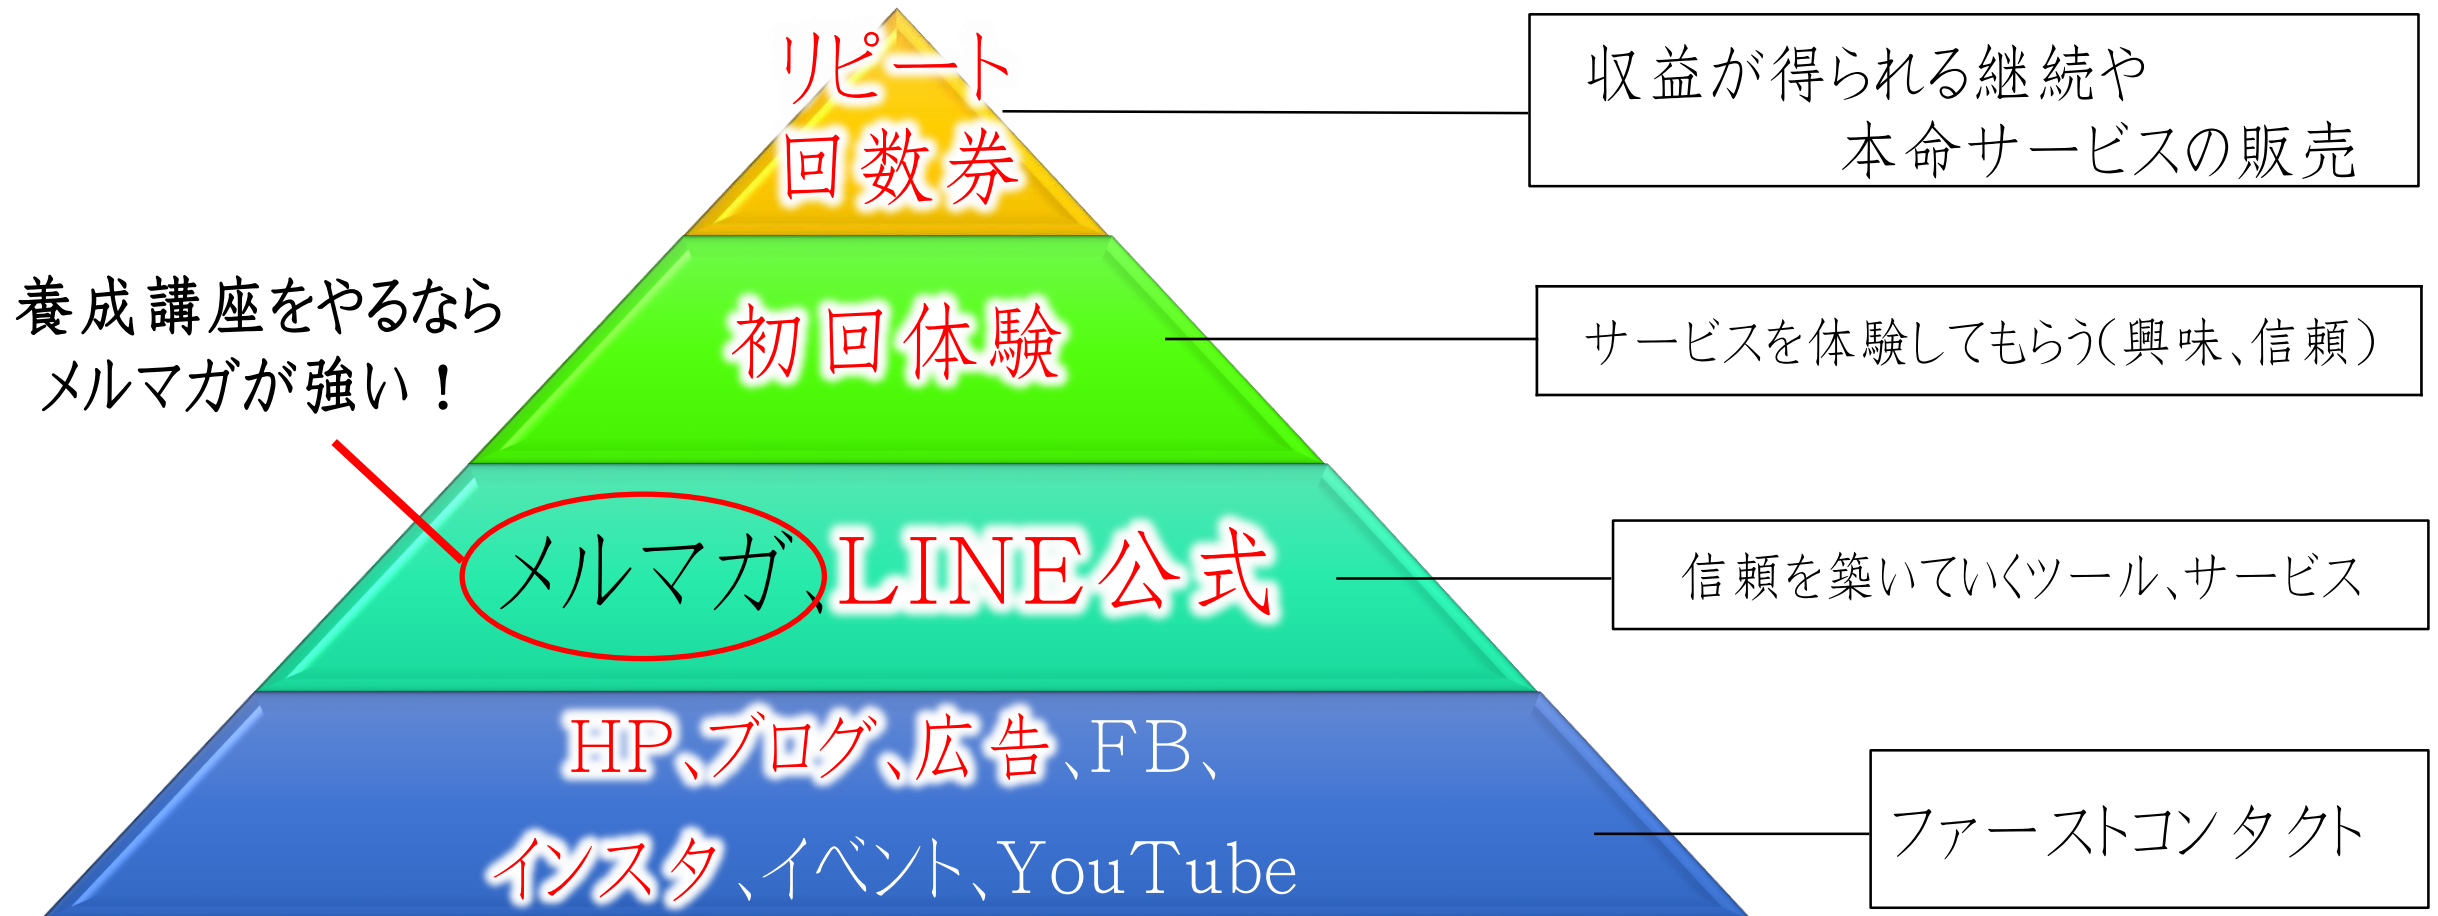 リピート
回数券
収益が得られる継続や
本命サービスの販売
養成講座をやるなら
メルマガが強い！
初回体験
サービスを体験してもらう（興味、信頼）
メルマガ、LINE公式
信頼を築いていくツール、サービス
HP、ブログ、広告、FB、
インスタ、イベント、YouTube
ファーストコンタクト